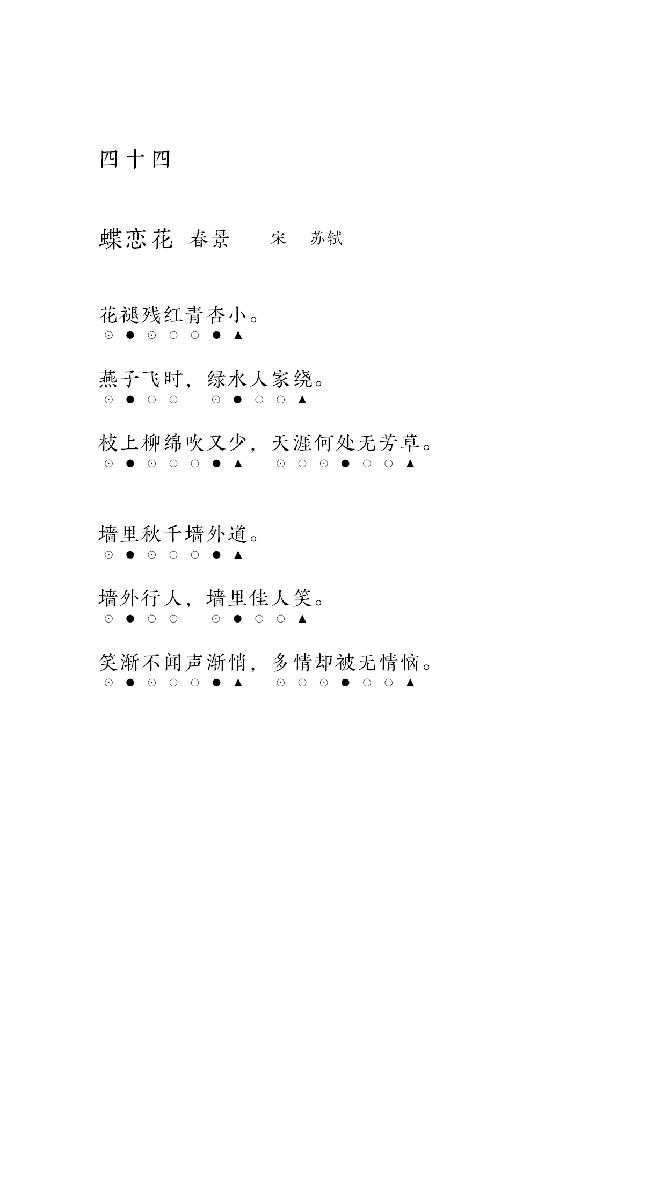 四十四
蝶恋花 春景 宋 苏轼
花褪残红青杏小。
⊙●⊙○○●▲
燕子飞时，绿水人家绕。
⊙●○○ ⊙●○○▲
枝上柳绵吹又少，天涯何处无芳草。
⊙●⊙○○●▲ ⊙○⊙●○○▲
墙里秋千墙外道。
⊙●⊙○○●▲
墙外行人，墙里佳人笑。
⊙●○○ ⊙●○○▲
笑渐不闻声渐悄，多情却被无情恼。
⊙●⊙○○●▲ ⊙○⊙●○○▲